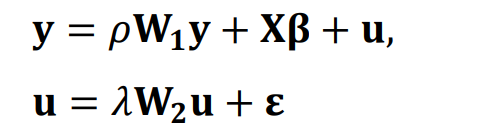 𝐲 = 𝜌𝐖₁𝐲 + 𝐗𝛃 + 𝐮,
𝐮 = 𝜆𝐖₂𝐮 + 𝛆